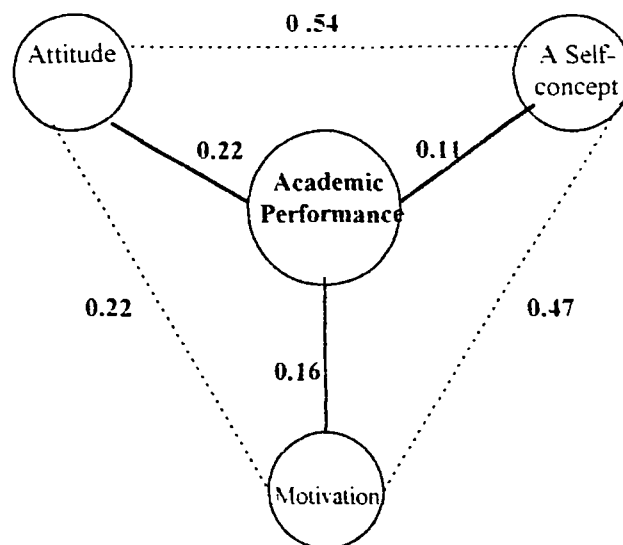 0 .54
Attitude
A Self-
concept
0.22
0.11
Academic
Performance
0.22
0.47
0.16
Motivation